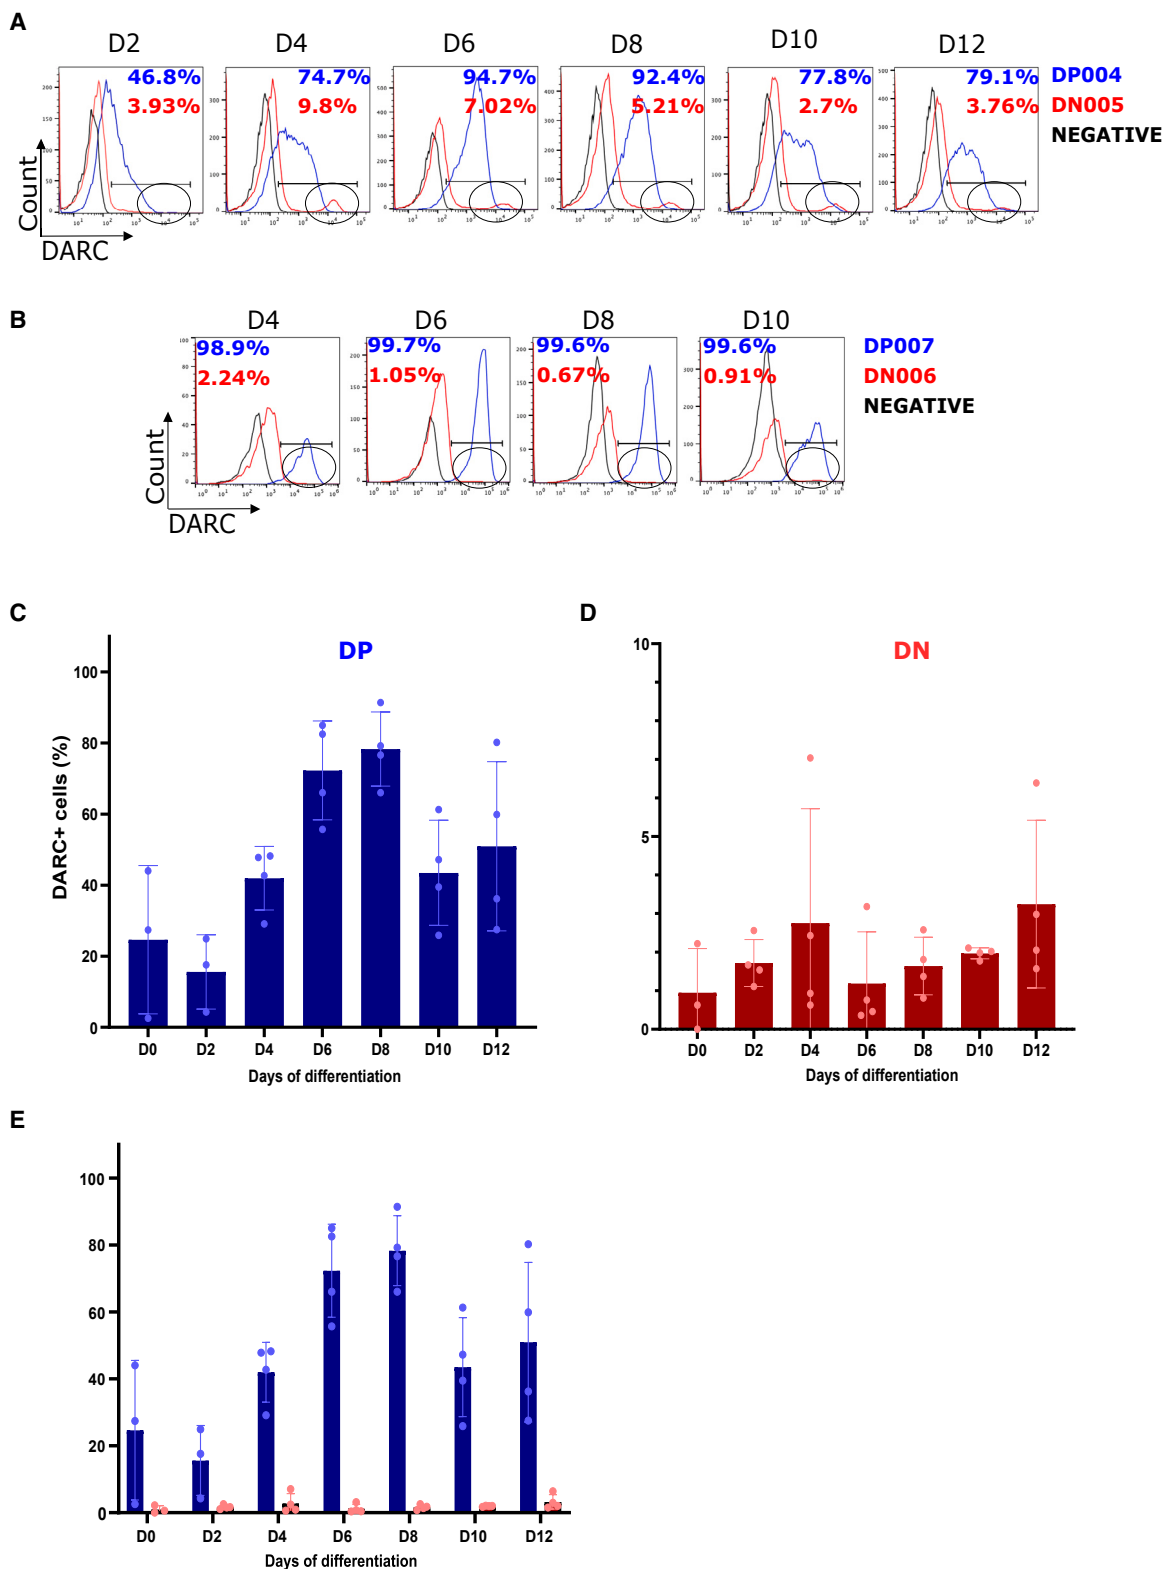 A
D2 D4 D6 D8 D10 D12
46.8% 74.7% 94.7% 92.4% 77.8% 79.1% DP004
3.93% 9.8% 7.02% 5.21% 2.7% 3.76% DN005
NEGATIVE
Count
DARC
B
D4 D6 D8 D10
98.9% 99.7% 99.6% 99.6% DP007
2.24% 1.05% 0.67% 0.91% DN006
NEGATIVE
Count
DARC
C
DP
DARC+ cells (%)
100
80
60
40
20
0
D0 D2 D4 D6 D8 D10 D12
Days of differentiation
D
DN
10
5
0
D0 D2 D4 D6 D8 D10 D12
Days of differentiation
E
100
80
60
40
20
0
D0 D2 D4 D6 D8 D10 D12
Days of differentiation